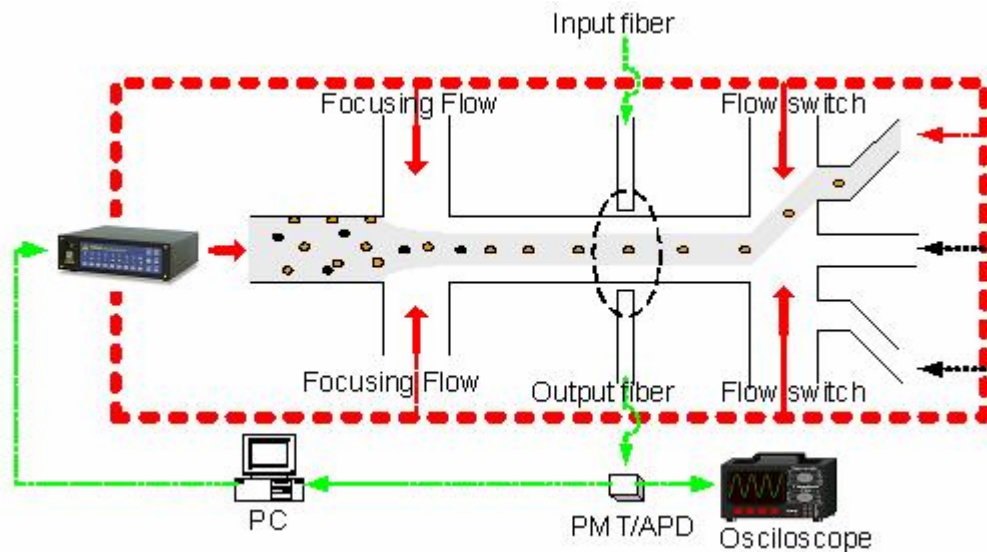 Input fiber
Focusing Flow
Flow switch
Focusing Flow
Output fiber
Flow switch
PC
PMT/APD
Osciloscope